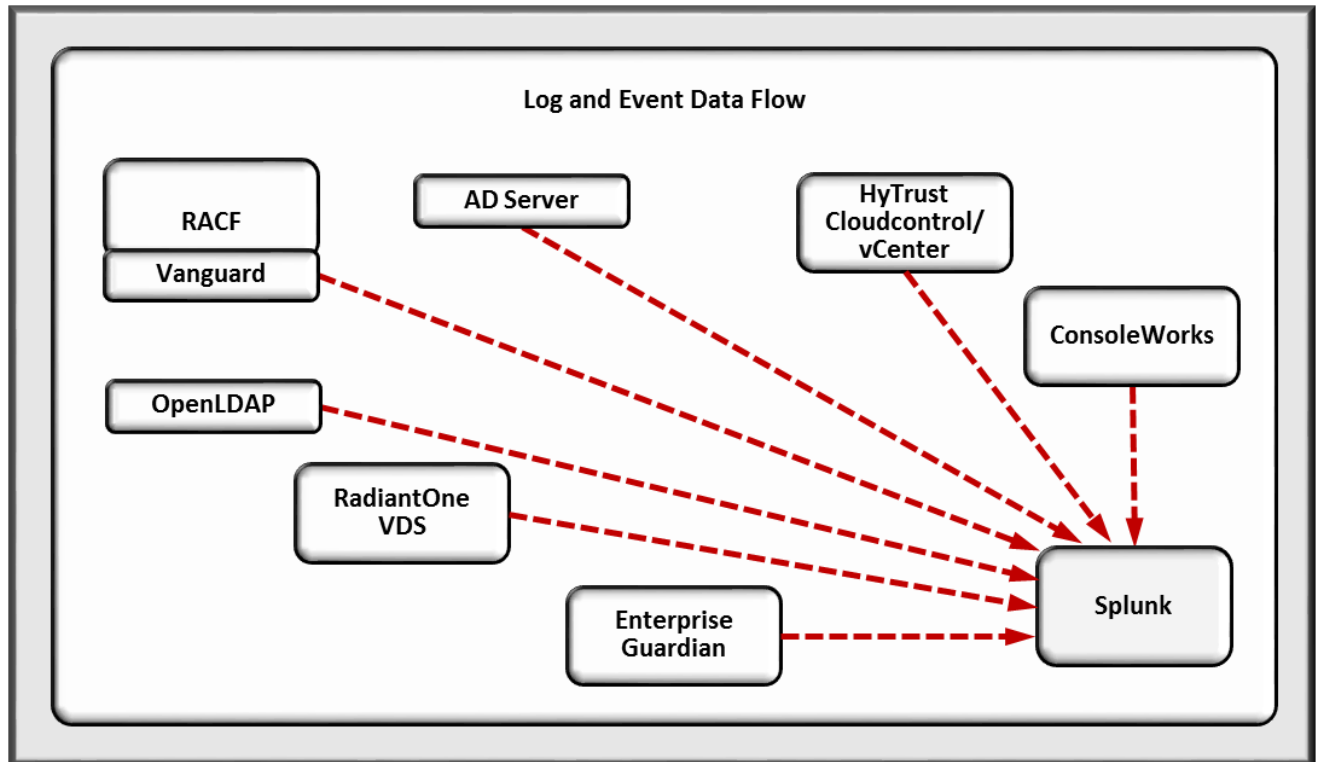 Log and Event Data Flow
RACF
Vanguard
AD Server
HyTrust
Cloudcontrol/
vCenter
ConsoleWorks
OpenLDAP
RadiantOne
VDS
Enterprise
Guardian
Splunk